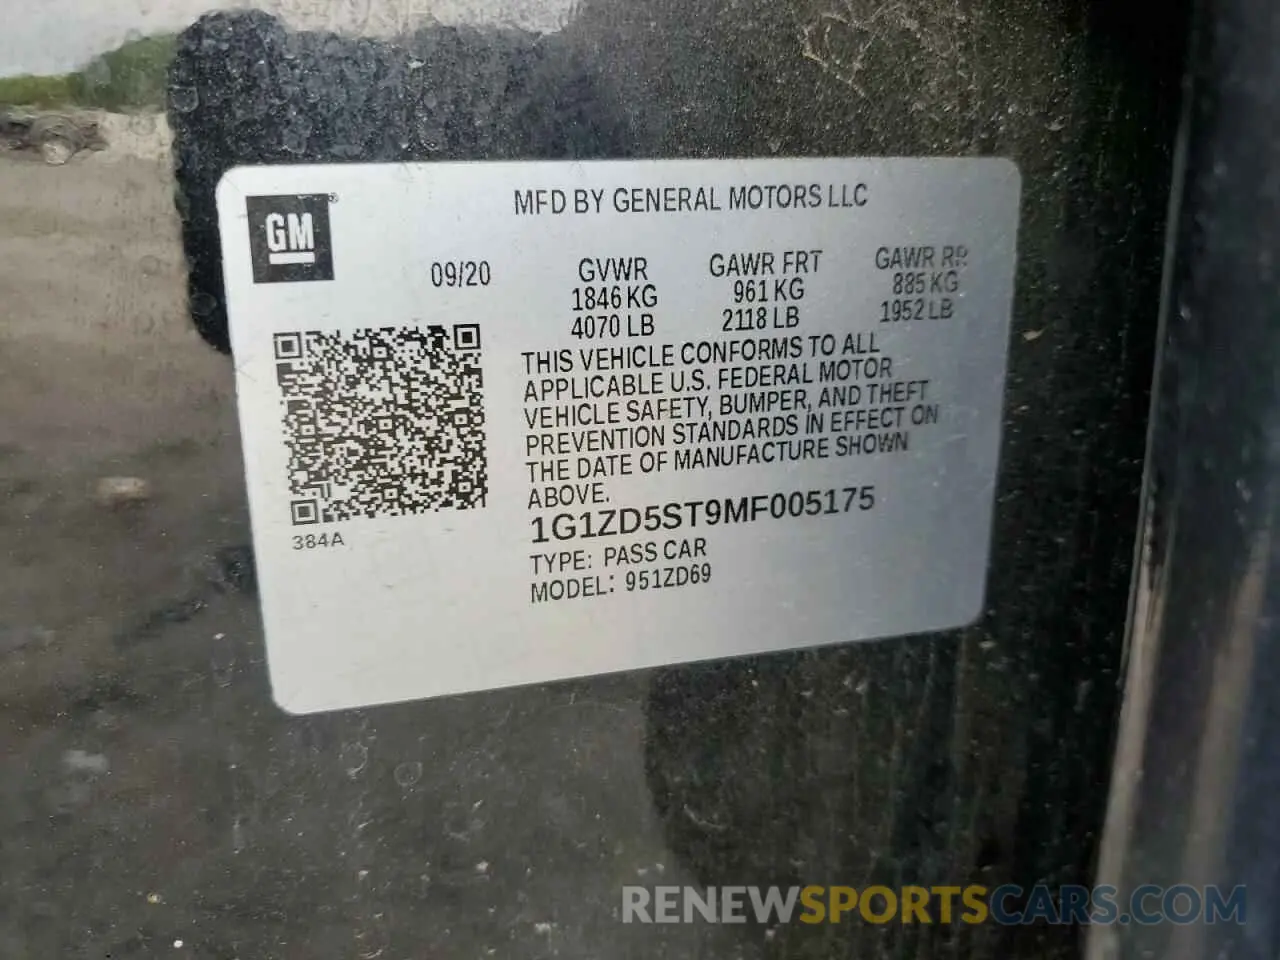 MFD BY GENERAL MOTORS LLC
GM®
09/20
GVWR GAWR FRT GAWR RR
1846 KG 961 KG 885 KG
4070 LB 2118 LB 1952 LB
THIS VEHICLE CONFORMS TO ALL
APPLICABLE U.S. FEDERAL MOTOR
VEHICLE SAFETY, BUMPER, AND THEFT
PREVENTION STANDARDS IN EFFECT ON
THE DATE OF MANUFACTURE SHOWN
ABOVE.
1G1ZD5ST9MF005175
TYPE: PASS CAR
MODEL: 951ZD69
384A
RENEWSPORTSCARS.COM